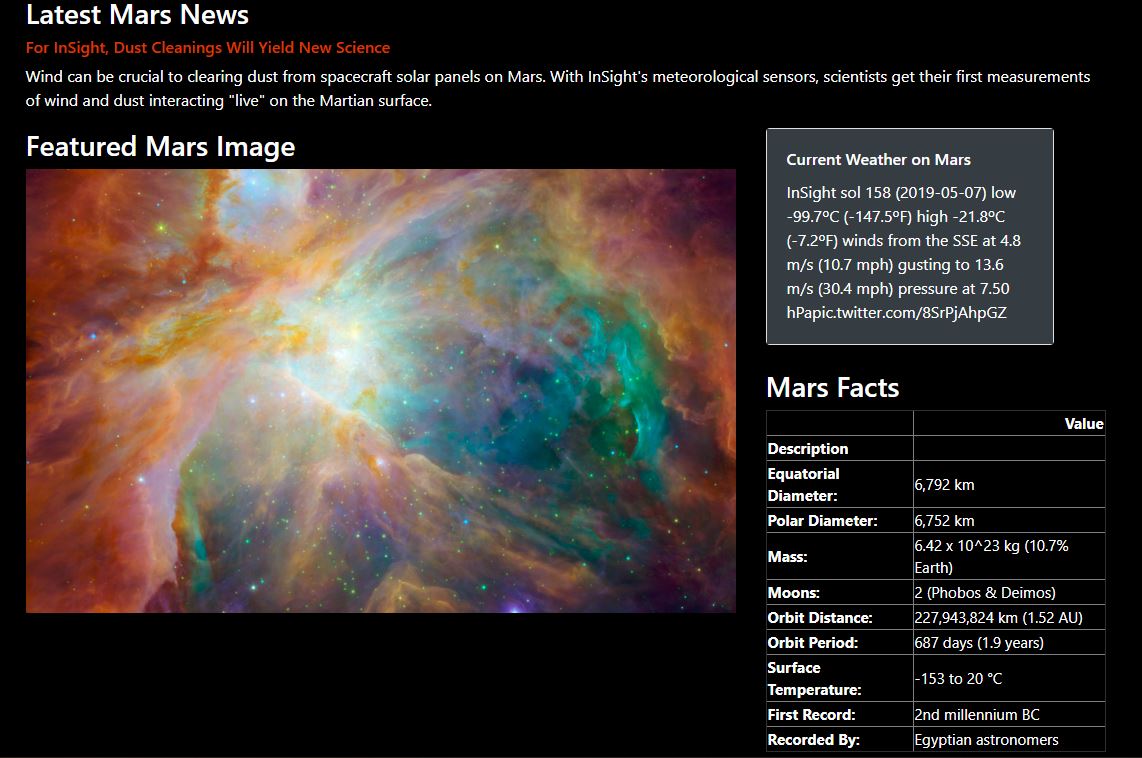 Latest Mars News
For InSight, Dust Cleanings Will Yield New Science
Wind can be crucial to clearing dust from spacecraft solar panels on Mars. With InSight's meteorological sensors, scientists get their first measurements
of wind and dust interacting "live" on the Martian surface.
Featured Mars Image
Current Weather on Mars
InSight sol 158 (2019-05-07) low
-99.7ºC (-147.5ºF) high -21.8ºC
(-7.2ºF) winds from the SSE at 4.8
m/s (10.7 mph) gusting to 13.6
m/s (30.4 mph) pressure at 7.50
hPapic.twitter.com/8SrPjAhpGZ
Mars Facts
Value
Description
Equatorial
Diameter:
6,792 km
Polar Diameter: 6,752 km
Mass:
6.42 x 10^23 kg (10.7%
Earth)
Moons: 2 (Phobos & Deimos)
Orbit Distance: 227,943,824 km (1.52 AU)
Orbit Period: 687 days (1.9 years)
Surface
Temperature:
-153 to 20 °C
First Record: 2nd millennium BC
Recorded By: Egyptian astronomers